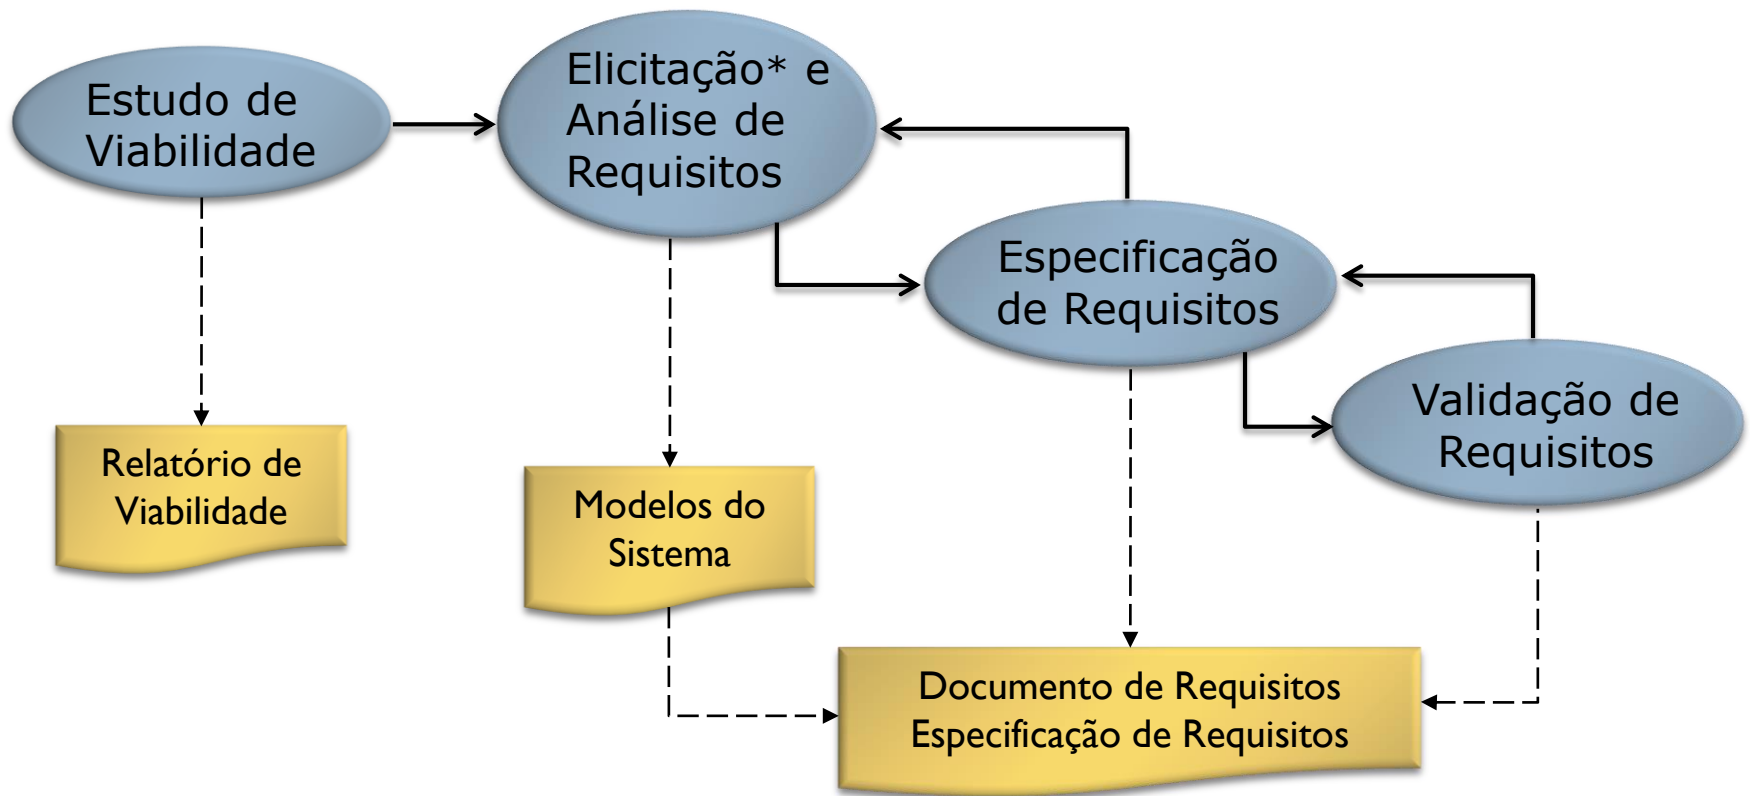 Estudo de
Viabilidade
Elicitação* e
Análise de
Requisitos
Especificação
de Requisitos
Validação de
Requisitos
Relatório de
Viabilidade
Modelos do
Sistema
Documento de Requisitos
Especificação de Requisitos